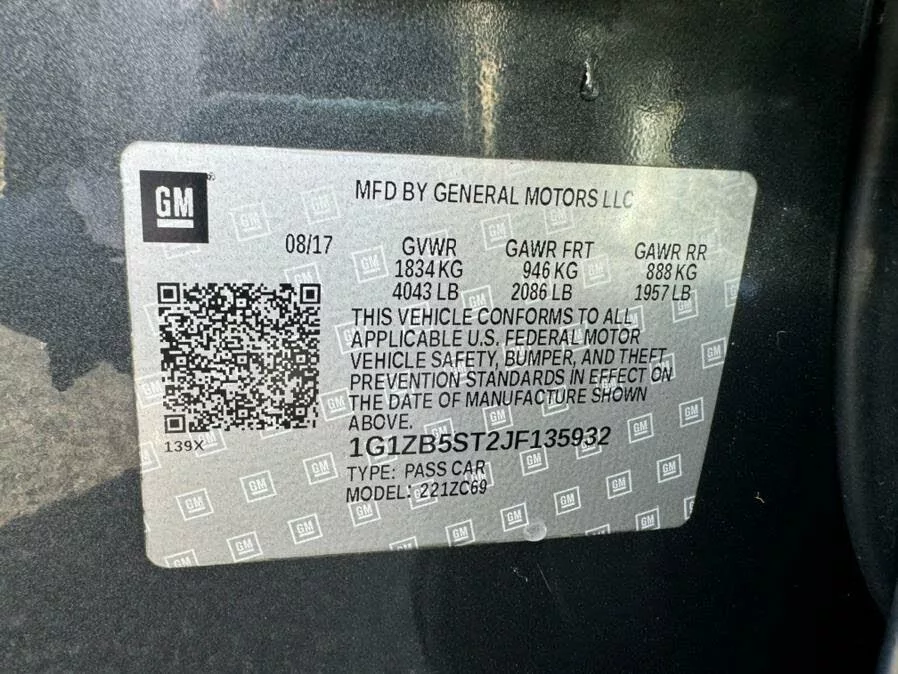 GM
MFD BY GENERAL MOTORS LLC
08/17 GVWR GAWR FRT GAWR RR
1834 KG 946 KG 888 KG
4043 LB 2086 LB 1957 LB
THIS VEHICLE CONFORMS TO ALL
APPLICABLE U.S. FEDERAL MOTOR
VEHICLE SAFETY, BUMPER, AND THEFT
PREVENTION STANDARDS IN EFFECT ON
THE DATE OF MANUFACTURE SHOWN
ABOVE.
139X
1G1ZB5ST2JF135932
TYPE: PASS CAR
MODEL: 221ZC69